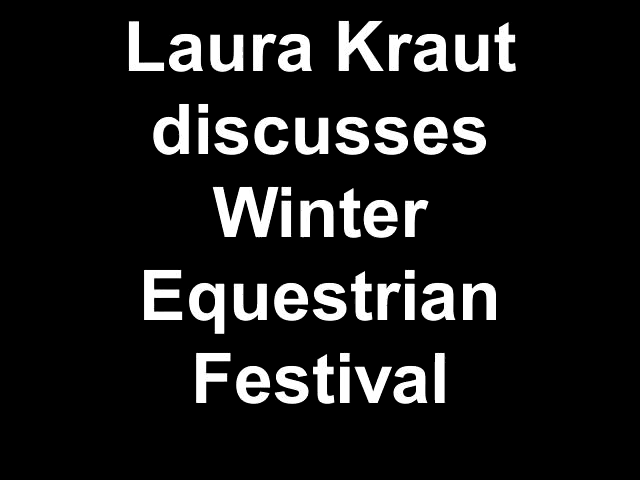 Laura Kraut
discusses
Winter
Equestrian
Festival